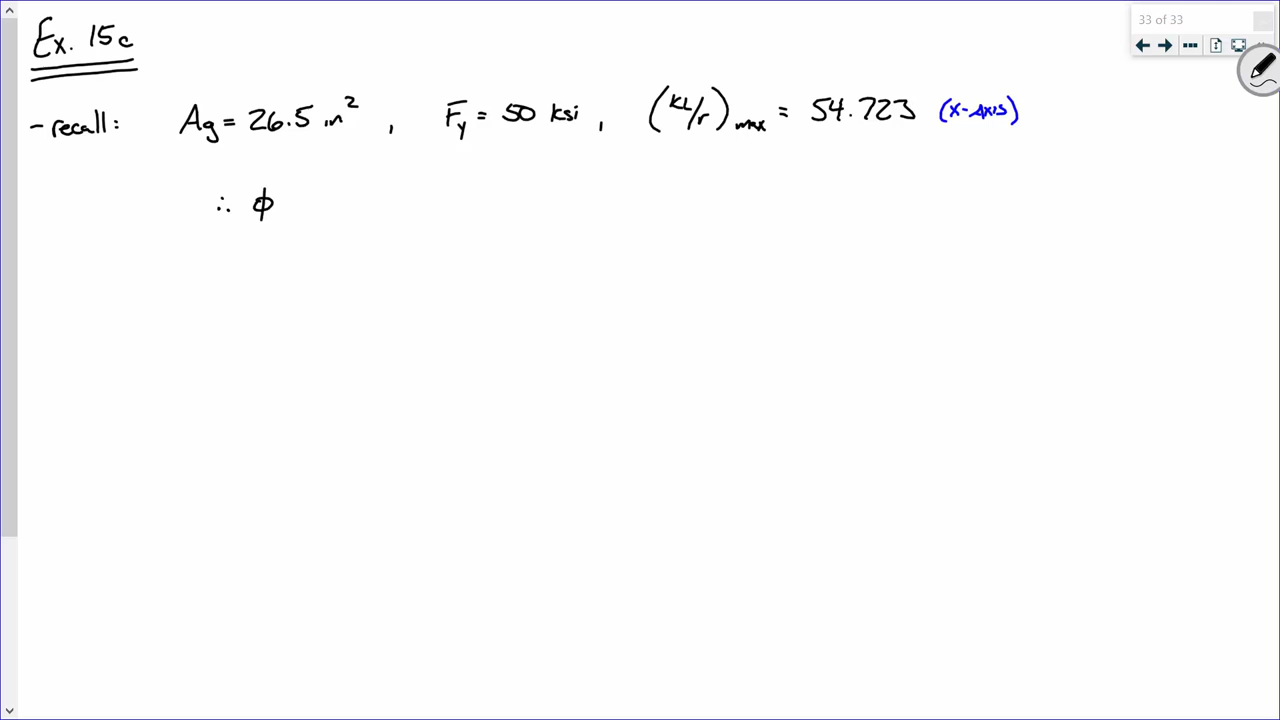 33 of 33
Ex. 15c
- recall: Ag = 26.5 in², Fy = 50 ksi, (KL/r)max = 54.723 (x-Axis)
∴ ϕ